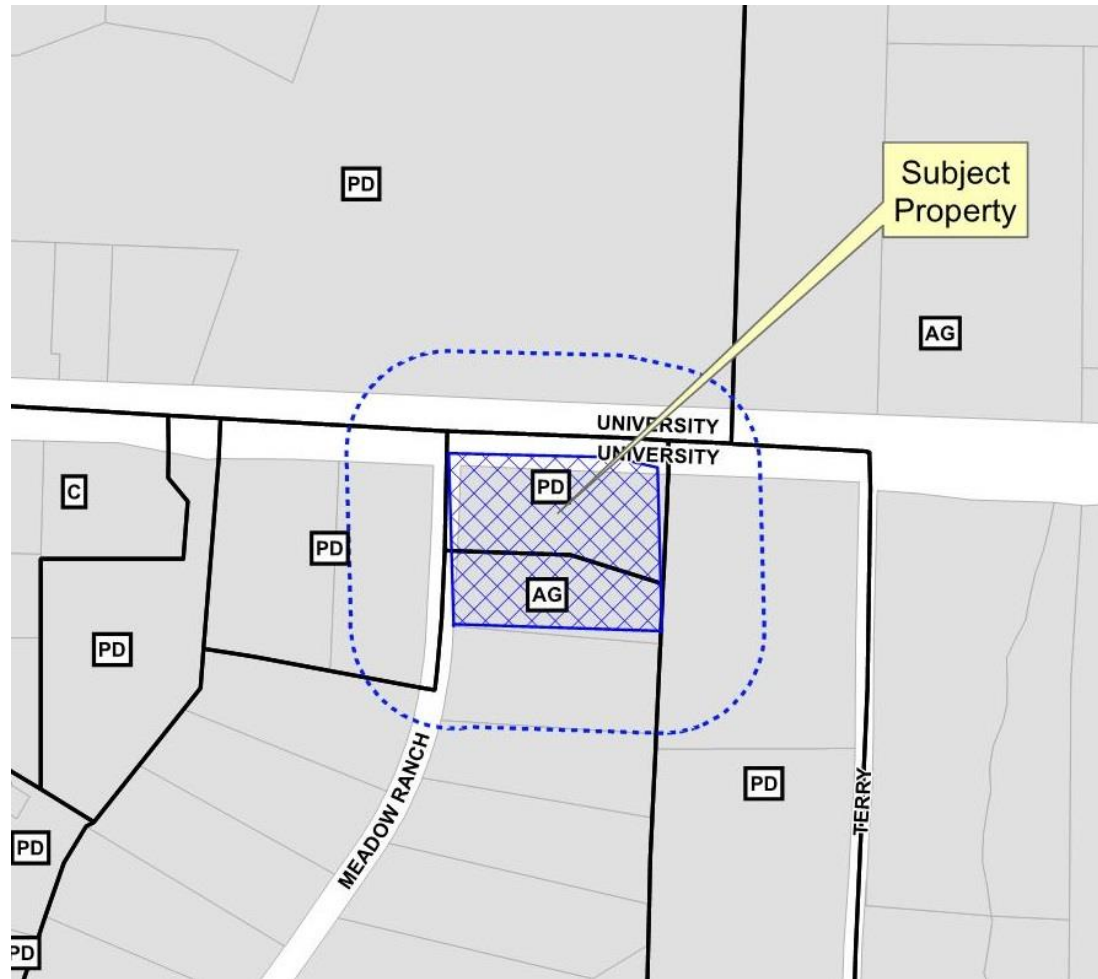 PD
Subject
Property
AG
UNIVERSITY
UNIVERSITY
C
PD
PD
AG
PD
PD
TERRY
MEADOW RANCH
PD
PD